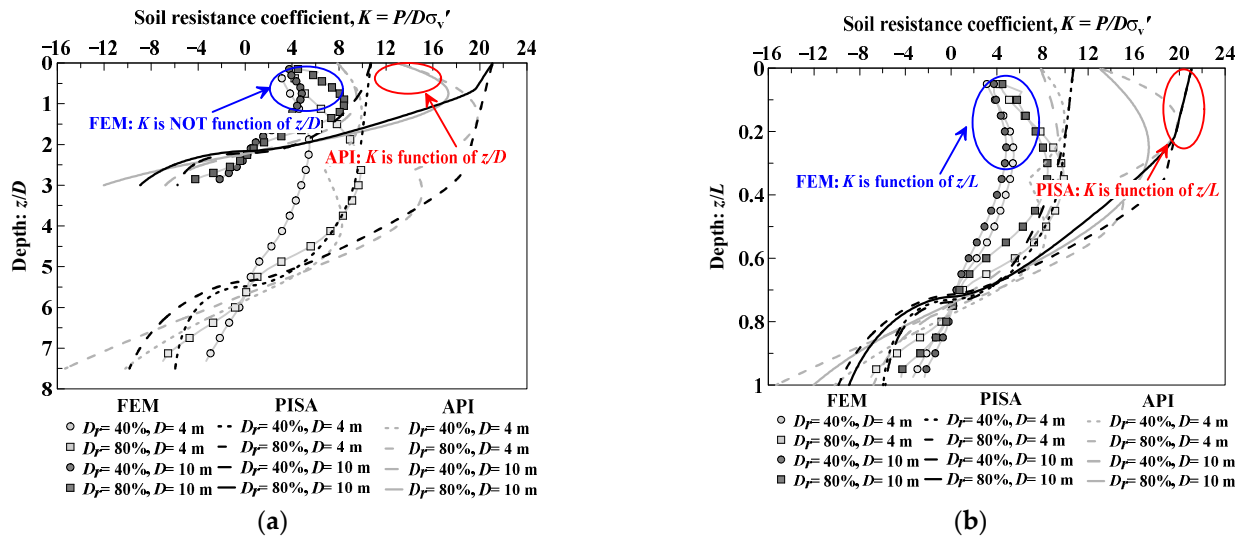 Soil resistance coefficient, K = P/Dσv′
−16 −12 −8 −4 0 4 8 12 16 20 24
0
1
2
3
4
5
6
7
8
Depth: z/D
FEM: K is NOT function of z/D
API: K is function of z/D
FEM PISA API
Dr= 40%, D= 4 m Dr= 40%, D= 4 m Dr= 40%, D= 4 m
Dr= 80%, D= 4 m Dr= 80%, D= 4 m Dr= 80%, D= 4 m
Dr= 40%, D= 10 m Dr= 40%, D= 10 m Dr= 40%, D= 10 m
Dr= 80%, D= 10 m Dr= 80%, D= 10 m Dr= 80%, D= 10 m
(a)
Soil resistance coefficient, K = P/Dσv′
−16 −12 −8 −4 0 4 8 12 16 20 24
0
0.2
0.4
0.6
0.8
1
Depth: z/L
FEM: K is function of z/L
PISA: K is function of z/L
FEM PISA API
Dr= 40%, D= 4 m Dr= 40%, D= 4 m Dr= 40%, D= 4 m
Dr= 80%, D= 4 m Dr= 80%, D= 4 m Dr= 80%, D= 4 m
Dr= 40%, D= 10 m Dr= 40%, D= 10 m Dr= 40%, D= 10 m
Dr= 80%, D= 10 m Dr= 80%, D= 10 m Dr= 80%, D= 10 m
(b)